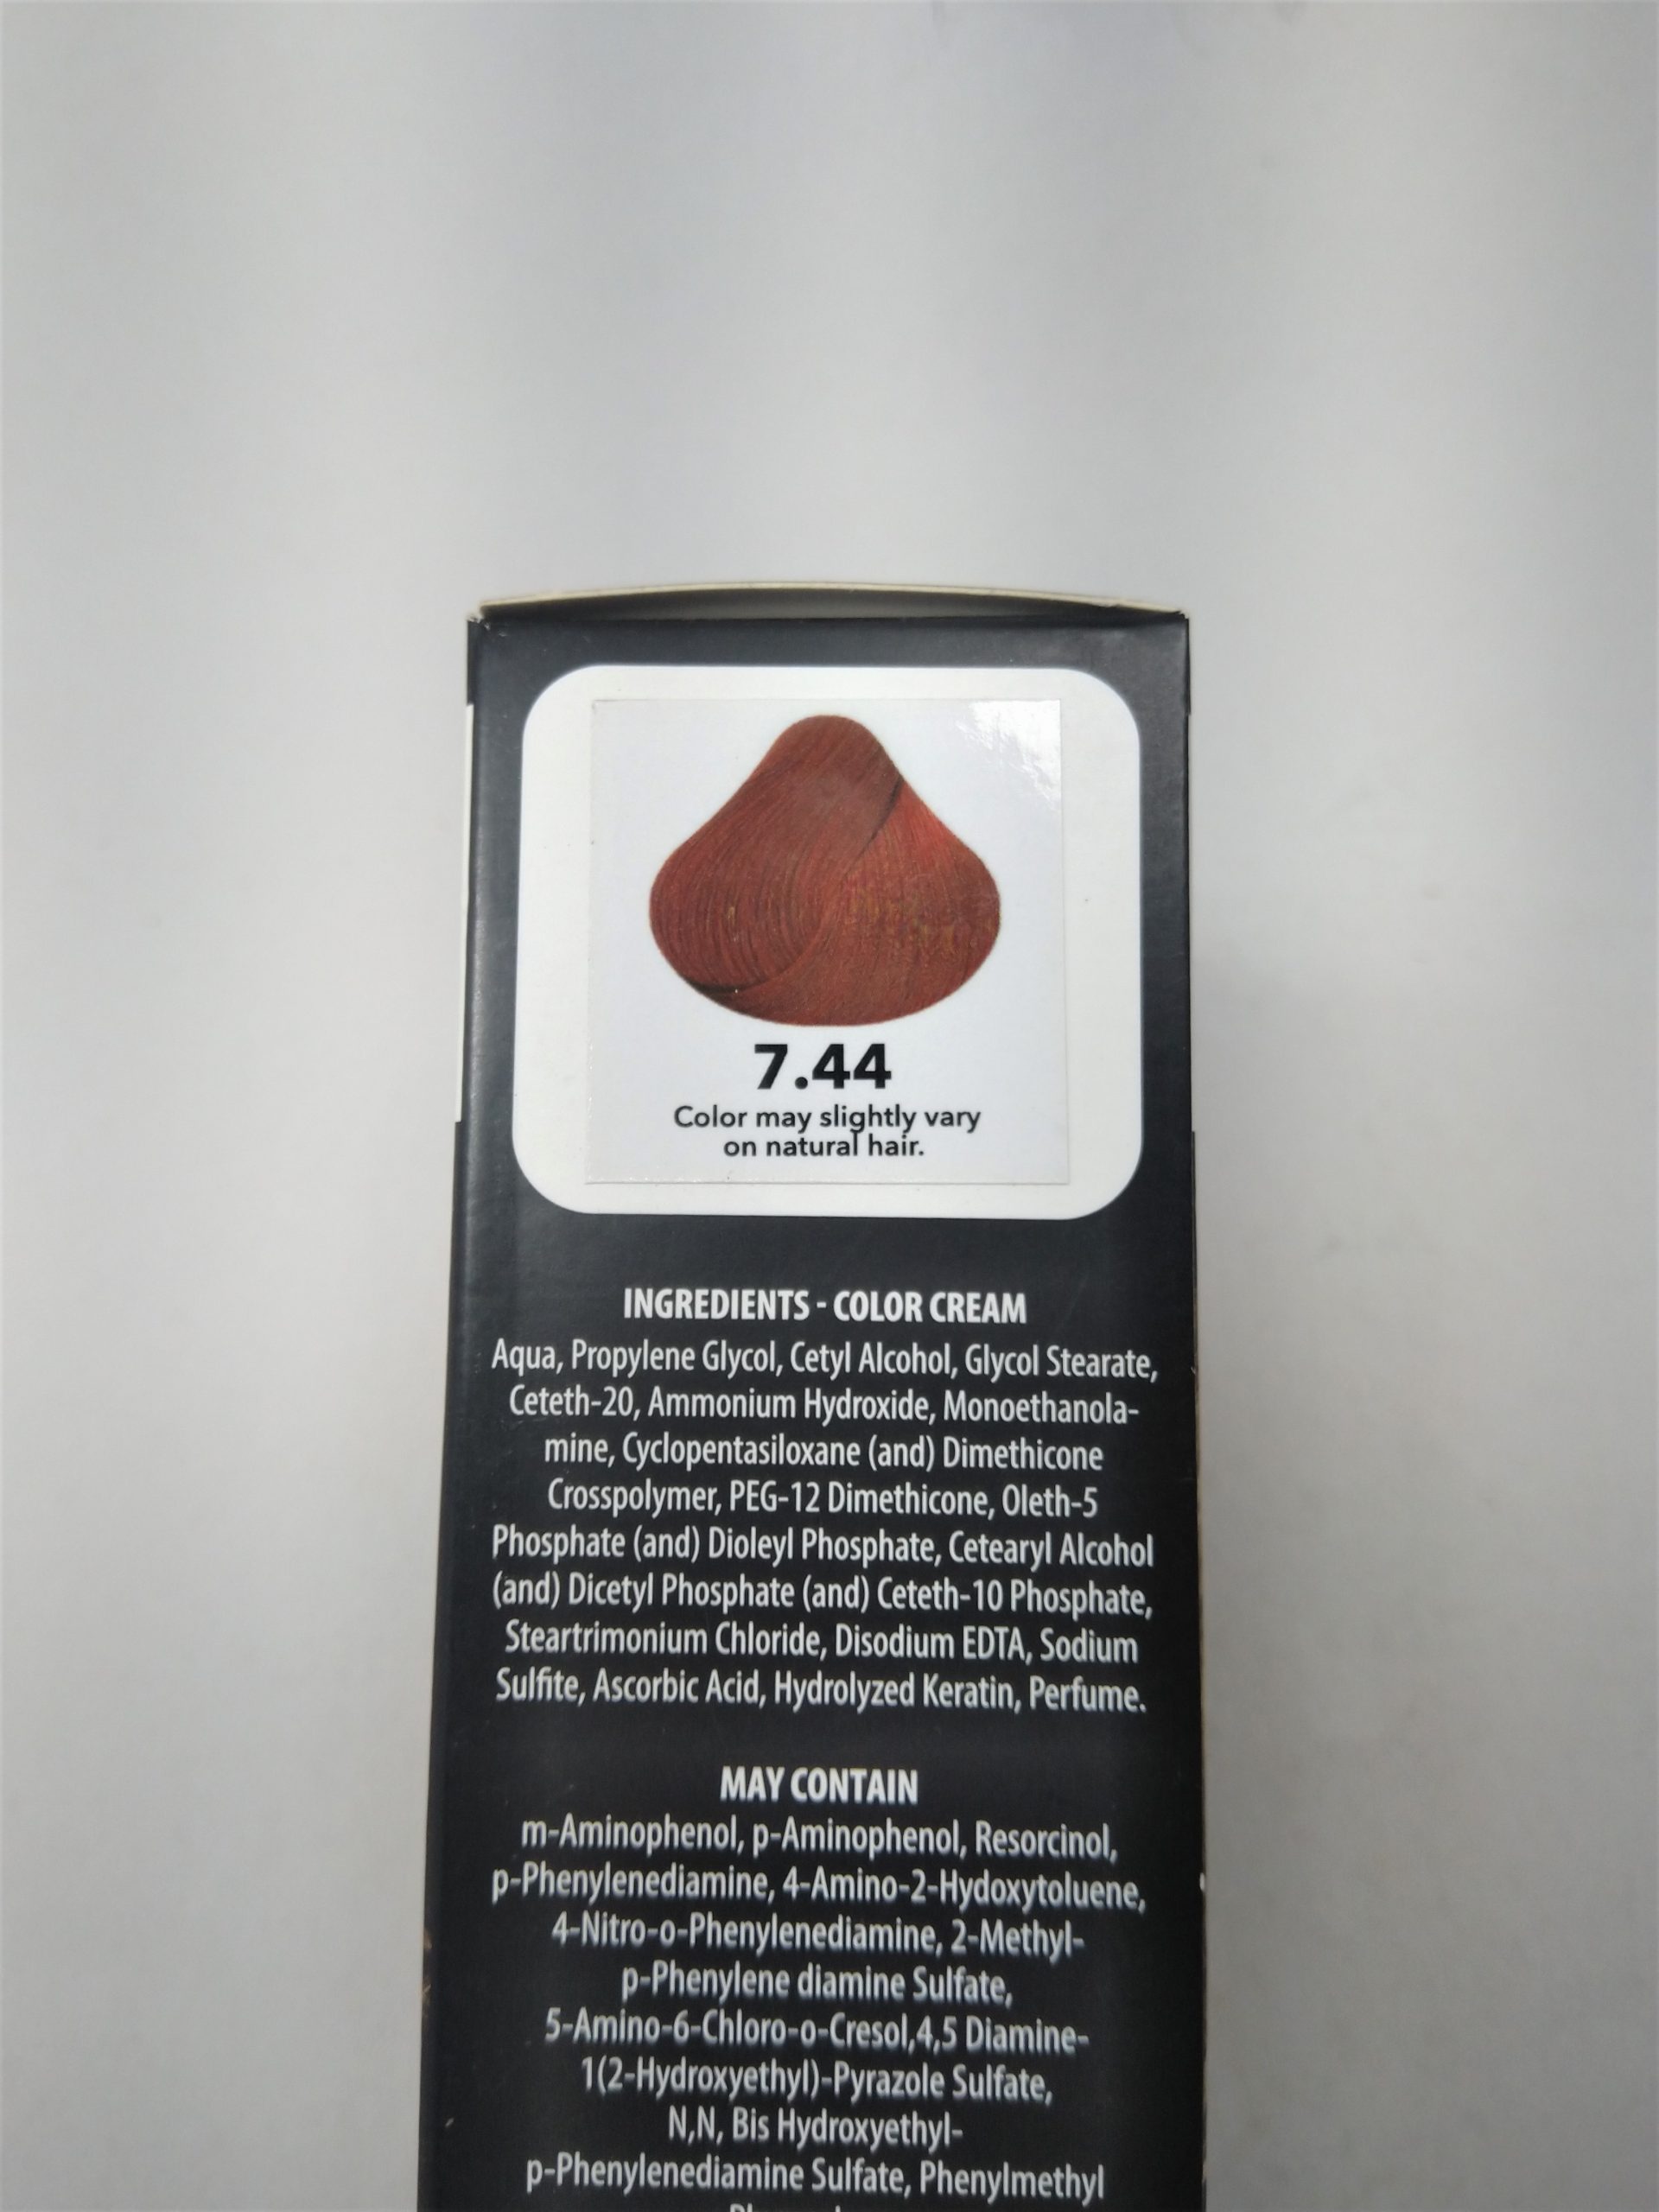 7.44
Color may slightly vary
on natural hair.
INGREDIENTS - COLOR CREAM
Aqua, Propylene Glycol, Cetyl Alcohol, Glycol Stearate,
Ceteth-20, Ammonium Hydroxide, Monoethanola-
mine, Cyclopentasiloxane (and) Dimethicone
Crosspolymer, PEG-12 Dimethicone, Oleth-5
Phosphate (and) Dioleyl Phosphate, Cetearyl Alcohol
(and) Dicetyl Phosphate (and) Ceteth-10 Phosphate,
Steartrimonium Chloride, Disodium EDTA, Sodium
Sulfite, Ascorbic Acid, Hydrolyzed Keratin, Perfume.
MAY CONTAIN
m-Aminophenol, p-Aminophenol, Resorcinol,
p-Phenylenediamine, 4-Amino-2-Hydoxytoluene,
4-Nitro-o-Phenylenediamine, 2-Methyl-
p-Phenylene diamine Sulfate,
5-Amino-6-Chloro-o-Cresol,4,5 Diamine-
1(2-Hydroxyethyl)-Pyrazole Sulfate,
N,N, Bis Hydroxyethyl-
p-Phenylenediamine Sulfate, Phenylmethyl